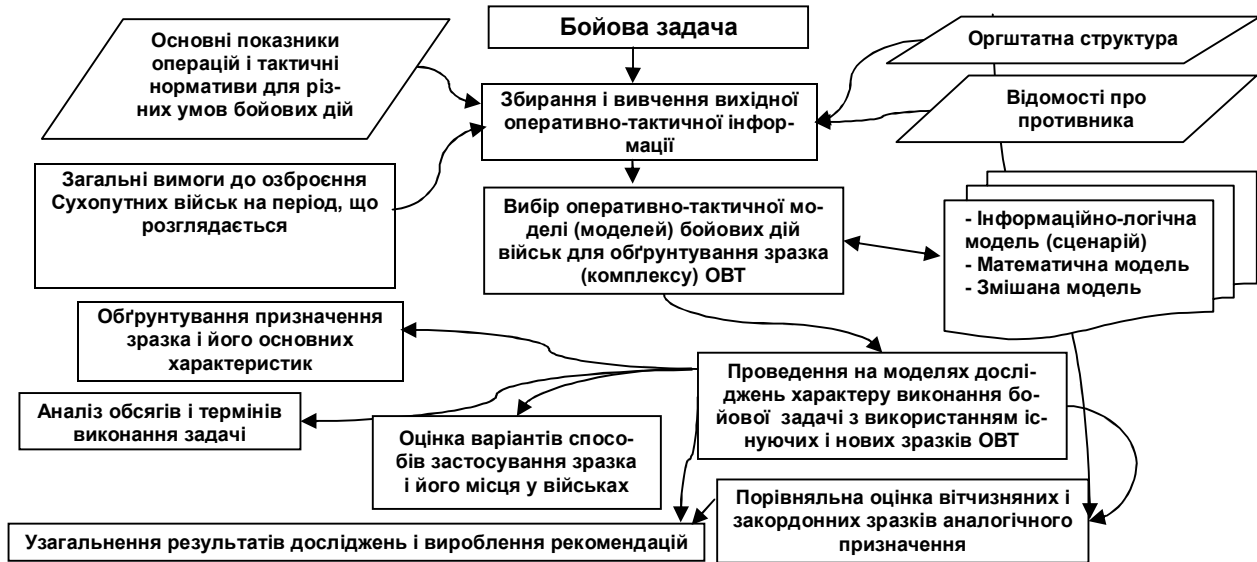 Бойова задача
Основні показники
операцій і тактичні
нормативи для різ-
них умов бойових дій
Оргштатна структура
Збирання і вивчення вихідної
оперативно-тактичної інфор-
мації
Відомості про
противника
Загальні вимоги до озброєння
Сухопутних військ на період, що
розглядається
Вибір оперативно-тактичної мо-
делі (моделей) бойових дій
військ для обґрунтування зразка
(комплексу) ОВТ
- Інформаційно-логічна
модель (сценарій)
- Математична модель
- Змішана модель
Обґрунтування призначення
зразка і його основних
характеристик
Проведення на моделях дослі-
джень характеру виконання бо-
йової задачі з використанням іс-
нуючих і нових зразків ОВТ
Аналіз обсягів і термінів
виконання задачі
Оцінка варіантів спосо-
бів застосування зразка
і його місця у військах
Порівняльна оцінка вітчизняних і
закордонних зразків аналогічного
призначення
Узагальнення результатів досліджень і вироблення рекомендацій